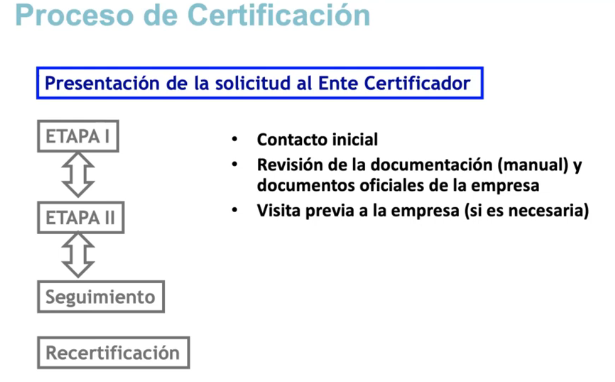 Proceso de Certificación
Presentación de la solicitud al Ente Certificador
ETAPA I
• Contacto inicial
• Revisión de la documentación (manual) y
documentos oficiales de la empresa
• Visita previa a la empresa (si es necesaria)
ETAPA II
Seguimiento
Recertificación